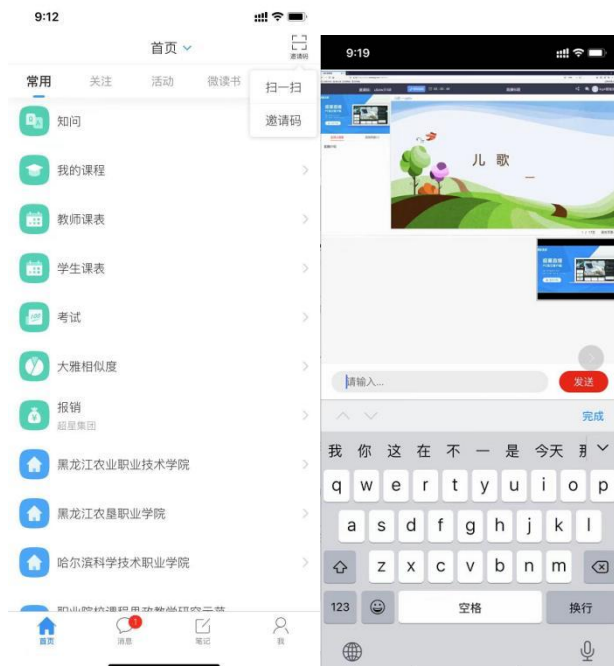 9:12
首页
邀请码
常用 关注 活动 微读书
扫一扫
邀请码
知问
我的课程
教师课表
学生课表
考试
大雅相似度
报销
超星集团
黑龙江农业职业技术学院
黑龙江农垦职业学院
哈尔滨科学技术职业学院
1
首页 消息 笔记 我
9:19
儿 歌
请输入... 发送
完成
我 你 这 在 不 一 是 今天 那
q w e r t y u i o p
a s d f g h j k l
z x c v b n m
123 空格 换行